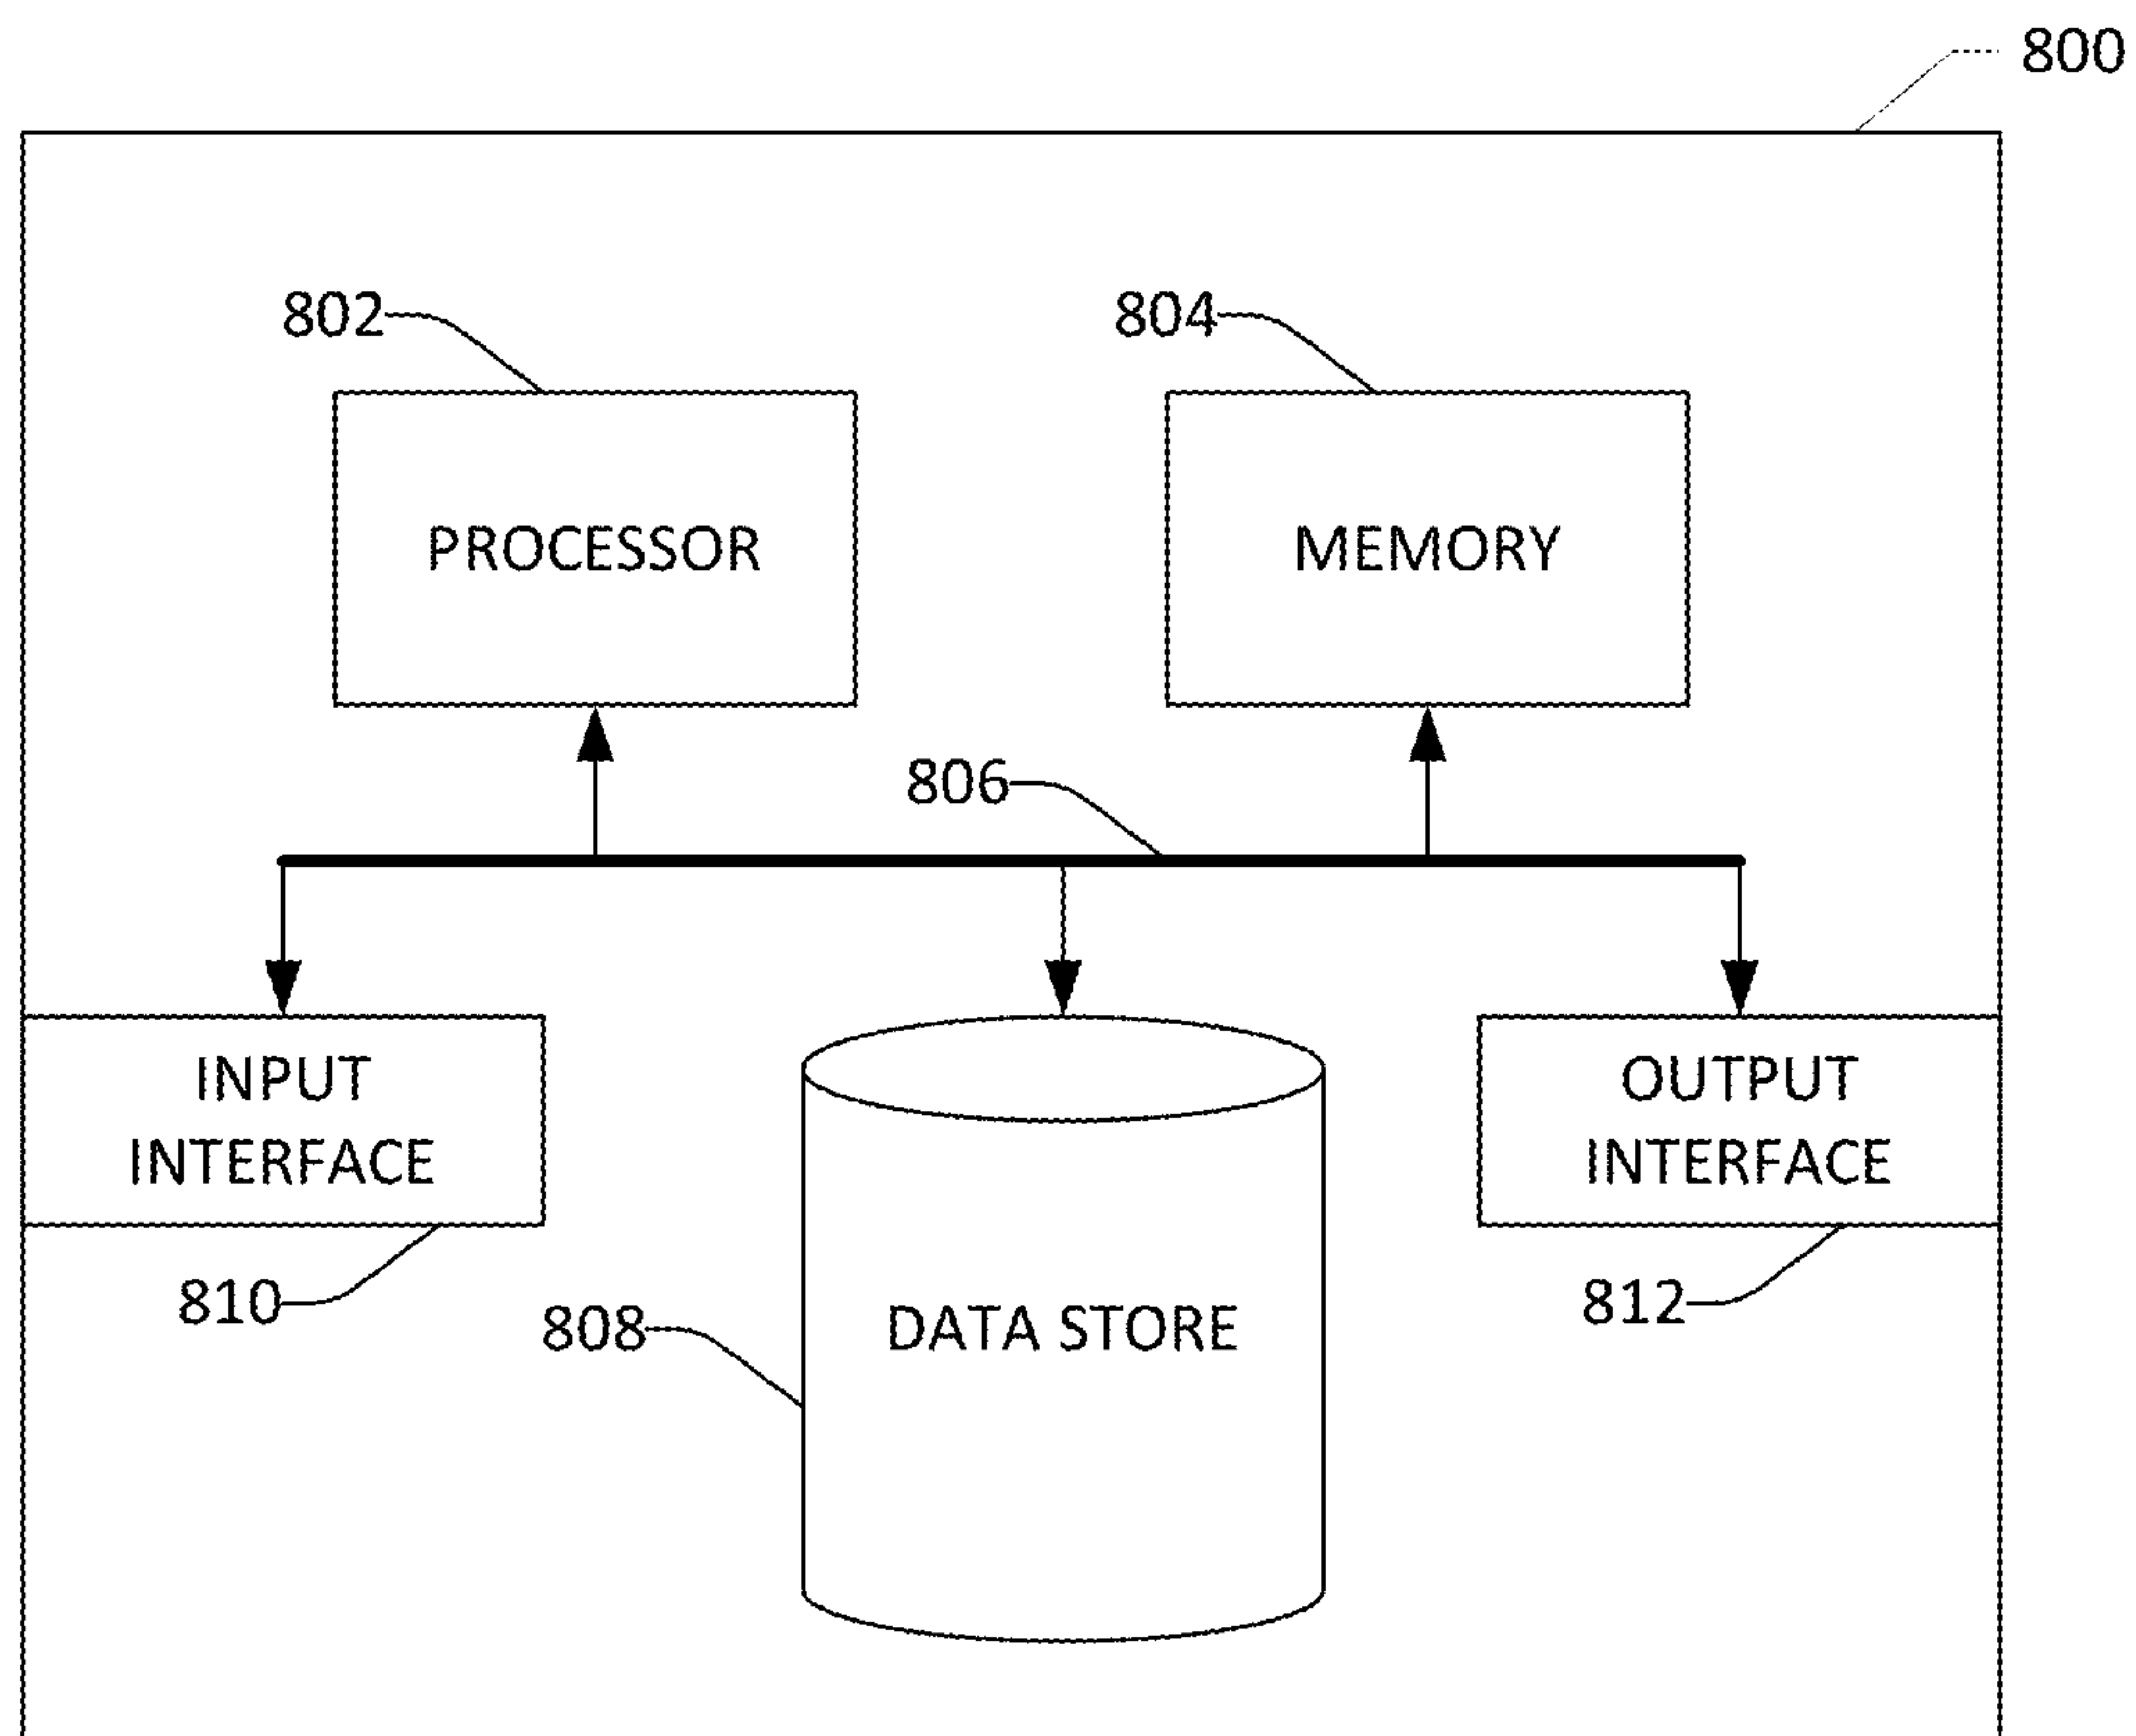 800
802
804
PROCESSOR
MEMORY
806
INPUT
INTERFACE
OUTPUT
INTERFACE
810
808
DATA STORE
812